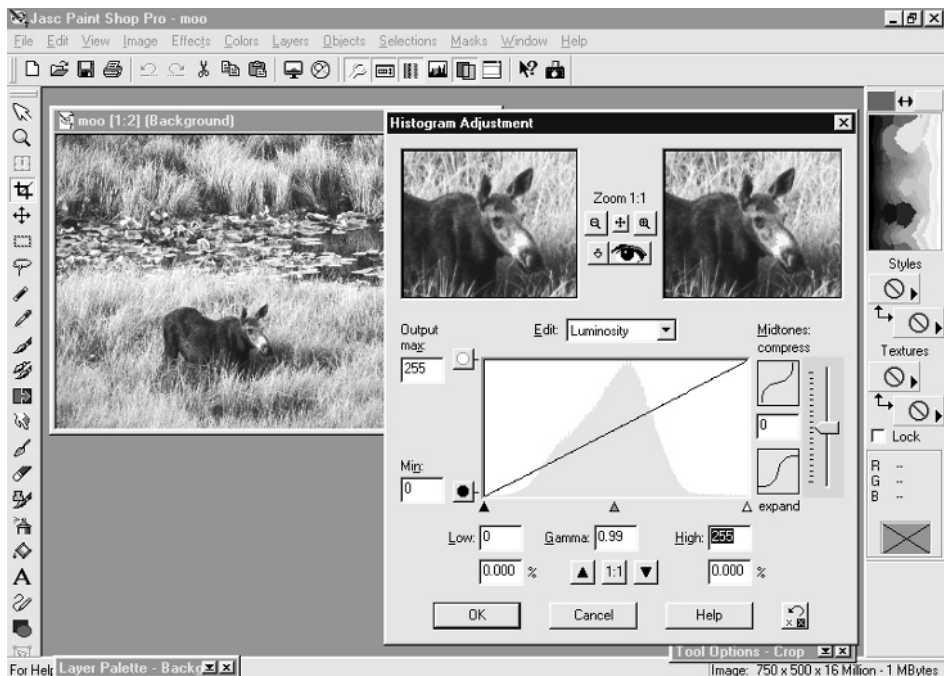 Jasc Paint Shop Pro - moo
File Edit View Image Effects Colors Layers Objects Selections Masks Window Help
moo [1:2] (Background)
Histogram Adjustment
Zoom 1:1
Output max:
255
Edit: Luminosity
Midtones:
compress
0
Min:
0
expand
Low: 0
Gamma: 0.99
High: 255
0.000 %
1:1
0.000 %
OK
Cancel
Help
Styles
Textures
Lock
R --
G --
B --
Tool Options - Crop
For Help
Layer Palette - Backg
Image: 750 x 500 x 16 Million - 1 MBytes